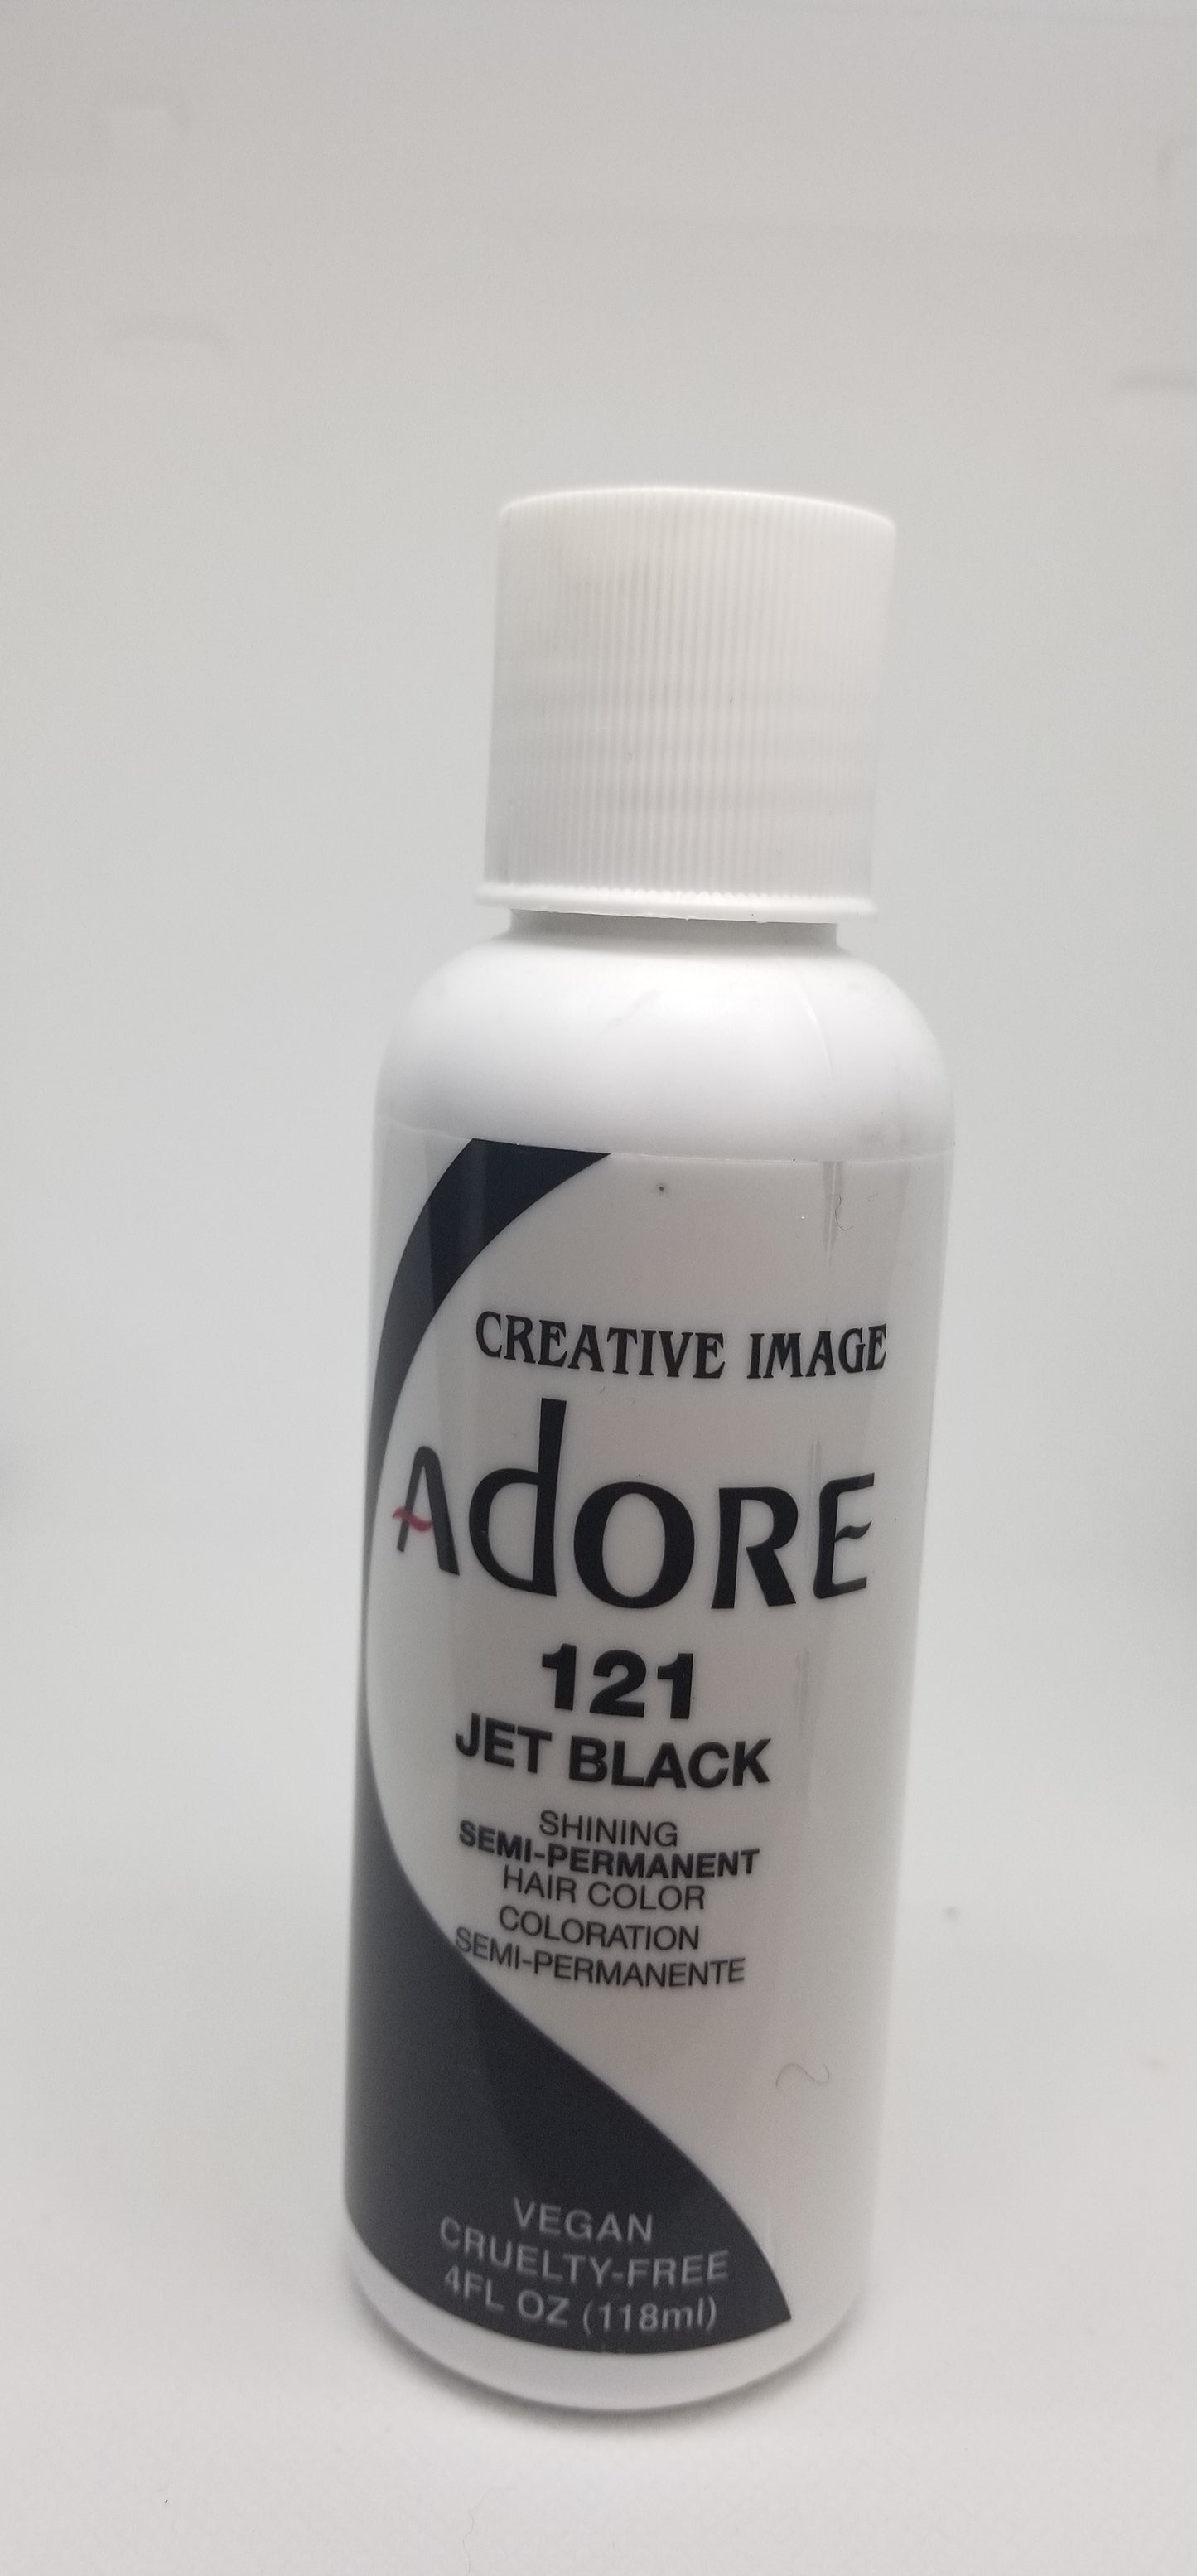 CREATIVE IMAGE
AdORE
121
JET BLACK
SHINING
SEMI-PERMANENT
HAIR COLOR
COLORATION
SEMI-PERMANENTE
VEGAN
CRUELTY-FREE
4FL OZ (118ml)